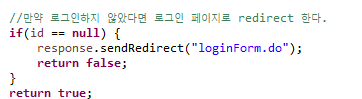 //만약 로그인하지 않았다면 로그인 페이지로 redirect 한다.
if(id == null) {
    response.sendRedirect("loginForm.do");
    return false;
}
return true;